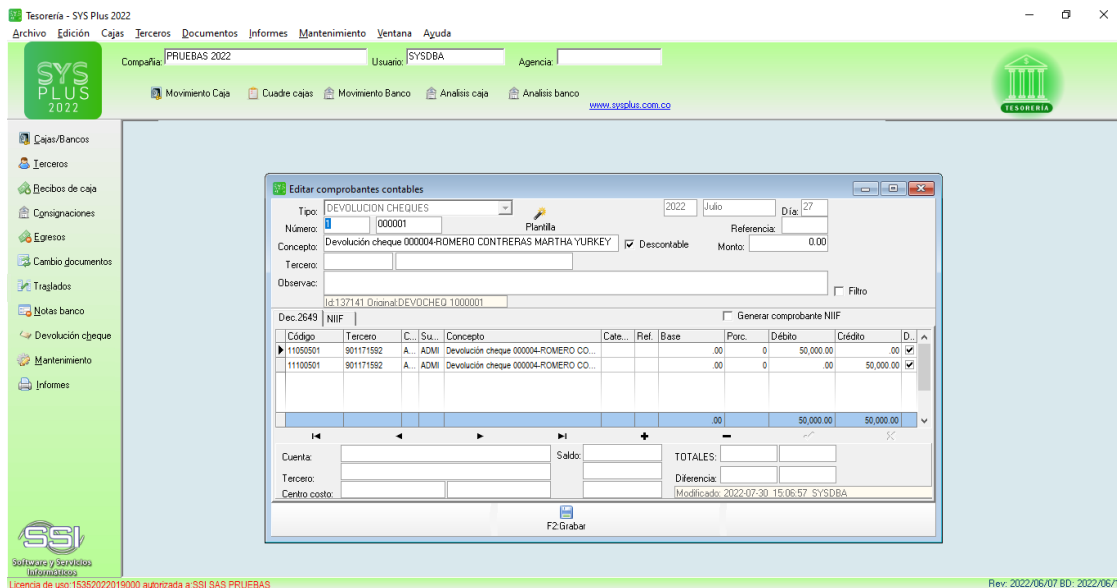 Tesorería - SYS Plus 2022
Archivo Edición Cajas Terceros Documentos Informes Mantenimiento Ventana Ayuda
SYS PLUS 2022
Compañia: PRUEBAS 2022 Usuario: SYSDBA Agencia:
Movimiento Caja Cuadre cajas Movimiento Banco Analisis caja Analisis banco
www.sysplus.com.co
TESORERÍA
Cajas/Bancos
Terceros
Recibos de caja
Consignaciones
Egresos
Cambio documentos
Traslados
Notas banco
Devolución cheque
Mantenimiento
Informes
Editar comprobantes contables
Tipo: DEVOLUCION CHEQUES 2022 Julio Día: 27
Número: 1 000001 Plantilla Referencia:
Concepto: Devolución cheque 000004-ROMERO CONTRERAS MARTHA YURKEY Descontable Monto: 0.00
Tercero:
Observac: Filtro
Id:137141 Original:DEVOCHEQ 1000001
Dec.2649 NIIF Generar comprobante NIIF
Código Tercero C... Su... Concepto Cate... Ref. Base Porc. Débito Crédito D..
11050501 901171592 A... ADMI Devolución cheque 000004-ROMERO CO... .00 0 50,000.00 .00
11100501 901171592 A... ADMI Devolución cheque 000004-ROMERO CO... .00 0 .00 50,000.00
.00 50,000.00 50,000.00
Cuenta: Saldo: TOTALES:
Tercero: Diferencia:
Centro costo: Modificado: 2022-07-30 15:06:57 SYSDBA
F2:Grabar
SSI
Software y Servicios
Informáticos
Licencia de uso:15352022019000 autorizada a:SSI SAS PRUEBAS Rev: 2022/06/07 BD: 2022/06/